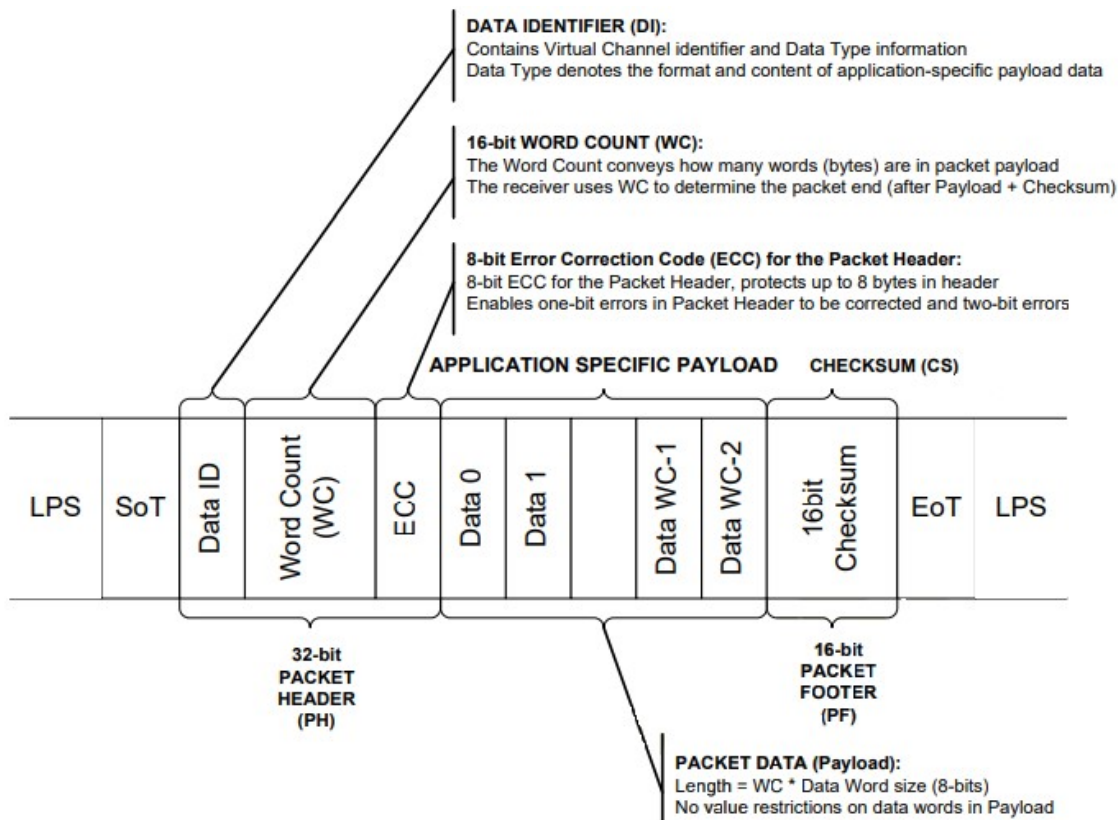 DATA IDENTIFIER (DI):
Contains Virtual Channel identifier and Data Type information
Data Type denotes the format and content of application-specific payload data
16-bit WORD COUNT (WC):
The Word Count conveys how many words (bytes) are in packet payload
The receiver uses WC to determine the packet end (after Payload + Checksum)
8-bit Error Correction Code (ECC) for the Packet Header:
8-bit ECC for the Packet Header, protects up to 8 bytes in header
Enables one-bit errors in Packet Header to be corrected and two-bit errors
APPLICATION SPECIFIC PAYLOAD
CHECKSUM (CS)
LPS
SoT
Data ID
Word Count
(WC)
ECC
Data 0
Data 1
Data WC-1
Data WC-2
16bit
Checksum
EoT
LPS
32-bit
PACKET
HEADER
(PH)
16-bit
PACKET
FOOTER
(PF)
PACKET DATA (Payload):
Length = WC * Data Word size (8-bits)
No value restrictions on data words in Payload